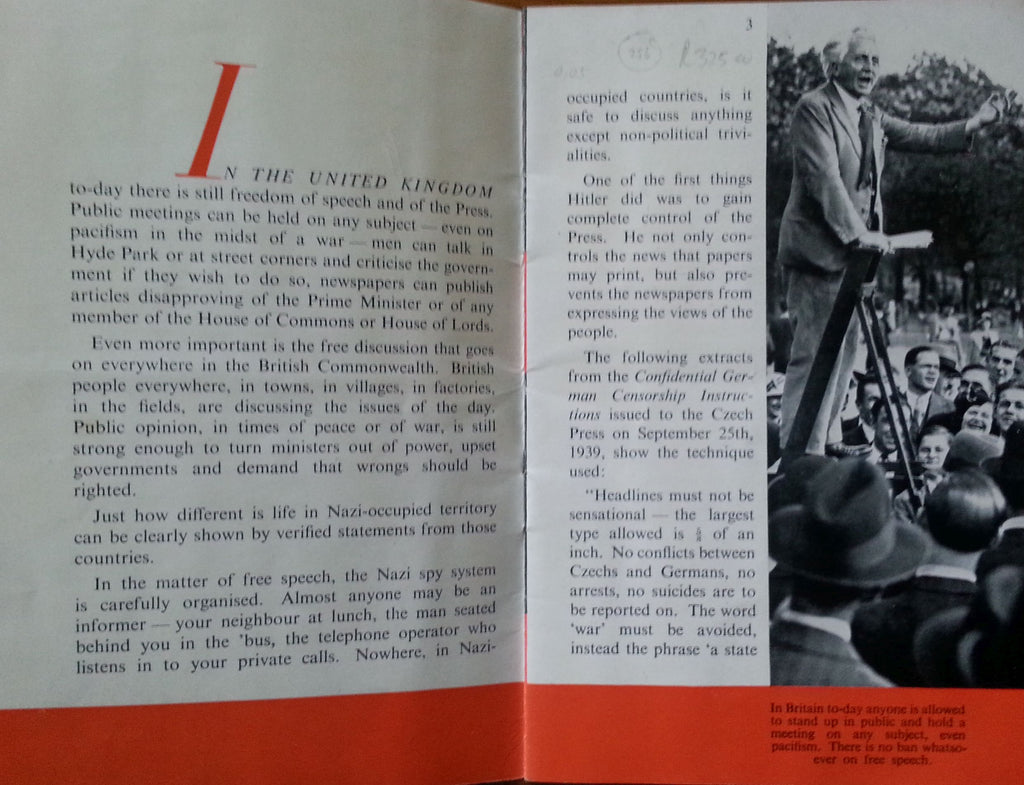 IN THE UNITED KINGDOM
to-day there is still freedom of speech and of the Press.
Public meetings can be held on any subject — even on
pacifism in the midst of a war — men can talk in
Hyde Park or at street corners and criticise the govern-
ment if they wish to do so, newspapers can publish
articles disapproving of the Prime Minister or of any
member of the House of Commons or House of Lords.
Even more important is the free discussion that goes
on everywhere in the British Commonwealth. British
people everywhere, in towns, in villages, in factories,
in the fields, are discussing the issues of the day.
Public opinion, in times of peace or of war, is still
strong enough to turn ministers out of power, upset
governments and demand that wrongs should be
righted.
Just how different is life in Nazi-occupied territory
can be clearly shown by verified statements from those
countries.
In the matter of free speech, the Nazi spy system
is carefully organised. Almost anyone may be an
informer — your neighbour at lunch, the man seated
behind you in the 'bus, the telephone operator who
listens in to your private calls. Nowhere, in Nazi-
3
occupied countries, is it
safe to discuss anything
except non-political trivi-
alities.
One of the first things
Hitler did was to gain
complete control of the
Press. He not only con-
trols the news that papers
may print, but also pre-
vents the newspapers from
expressing the views of the
people.
The following extracts
from the Confidential Ger-
man Censorship Instruc-
tions issued to the Czech
Press on September 25th,
1939, show the technique
used:
"Headlines must not be
sensational — the largest
type allowed is of an
inch. No conflicts between
Czechs and Germans, no
arrests, no suicides are to
be reported on. The word
'war' must be avoided,
instead the phrase 'a state
In Britain to-day anyone is allowed
to stand up in public and hold a
meeting on any subject, even
pacifism. There is no ban whatso-
ever on free speech.